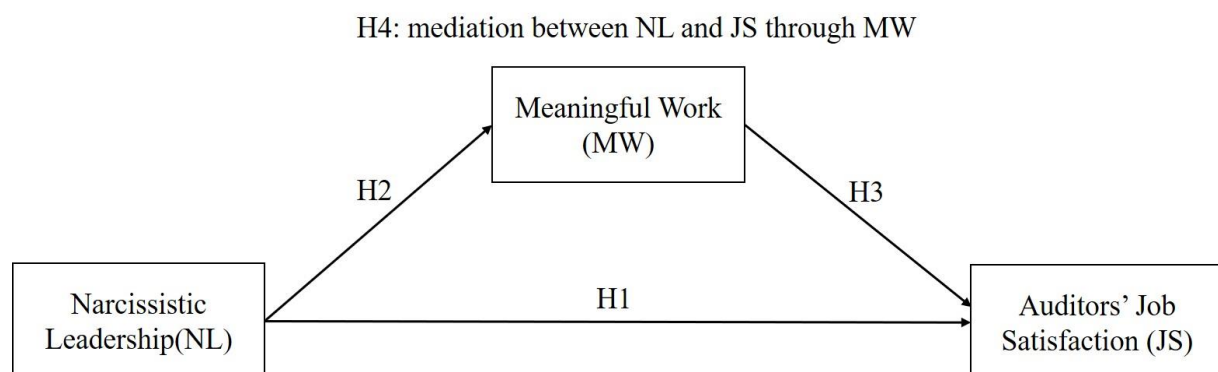 H4: mediation between NL and JS through MW
Meaningful Work
(MW)
H2
H3
H1
Narcissistic
Leadership(NL)
Auditors’ Job
Satisfaction (JS)